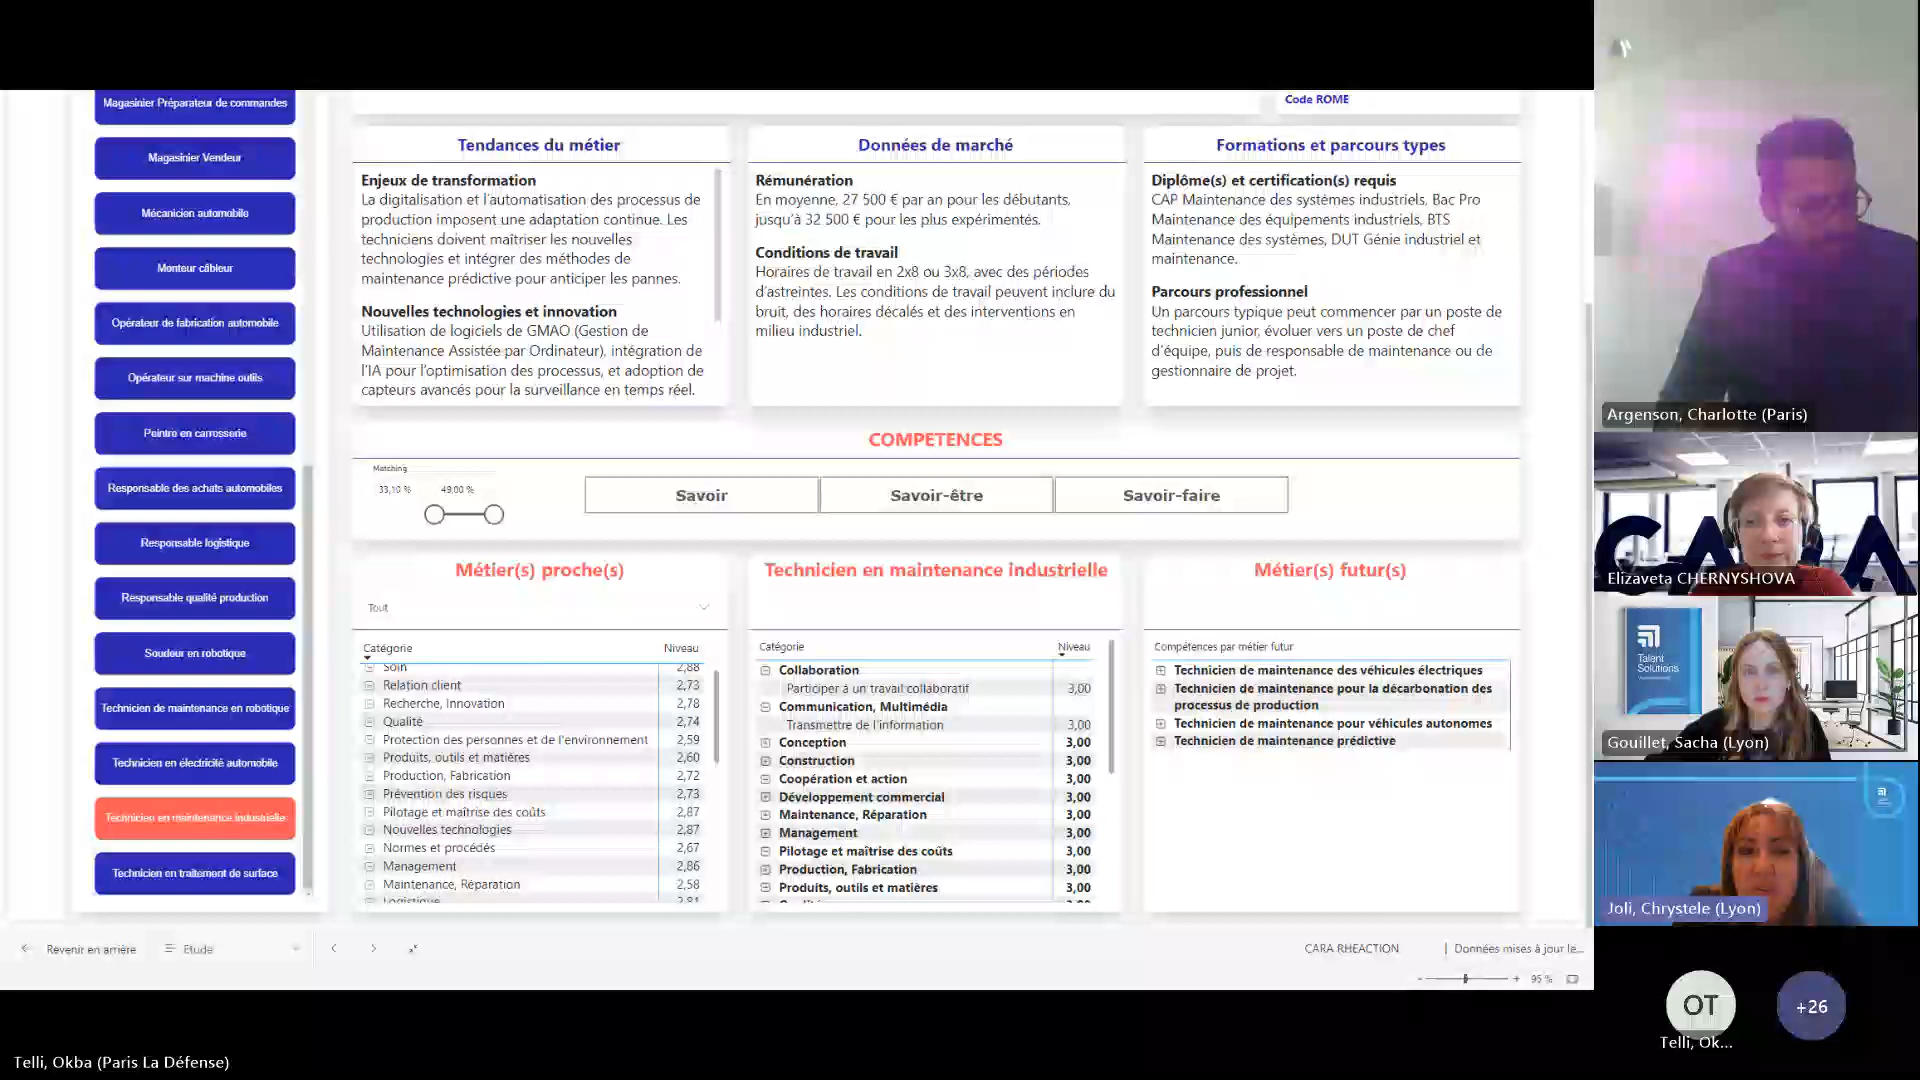 Magasinier Préparateur de commandes
Magasinier Vendeur
Mécanicien automobile
Monteur câbleur
Opérateur de fabrication automobile
Opérateur sur machine outils
Peintre en carrosserie
Responsable des achats automobiles
Responsable logistique
Responsable qualité production
Soudeur en robotique
Technicien de maintenance en robotique
Technicien en électricité automobile
Technicien en maintenance industrielle
Technicien en traitement de surface
Code ROME
Tendances du métier
Enjeux de transformation
La digitalisation et l'automatisation des processus de
production imposent une adaptation continue. Les
techniciens doivent maîtriser les nouvelles
technologies et intégrer des méthodes de
maintenance prédictive pour anticiper les pannes.
Nouvelles technologies et innovation
Utilisation de logiciels de GMAO (Gestion de
Maintenance Assistée par Ordinateur), intégration de
l'IA pour l'optimisation des processus, et adoption de
capteurs avancés pour la surveillance en temps réel.
Données de marché
Rémunération
En moyenne, 27 500 € par an pour les débutants,
jusqu'à 32 500 € pour les plus expérimentés.
Conditions de travail
Horaires de travail en 2x8 ou 3x8, avec des périodes
d'astreintes. Les conditions de travail peuvent inclure du
bruit, des horaires décalés et des interventions en
milieu industriel.
Formations et parcours types
Diplôme(s) et certification(s) requis
CAP Maintenance des systèmes industriels, Bac Pro
Maintenance des équipements industriels, BTS
Maintenance des systèmes, DUT Génie industriel et
maintenance.
Parcours professionnel
Un parcours typique peut commencer par un poste de
technicien junior, évoluer vers un poste de chef
d'équipe, puis de responsable de maintenance ou de
gestionnaire de projet.
COMPETENCES
Matching
33,10 % 49,00 %
Savoir
Savoir-être
Savoir-faire
Métier(s) proche(s)
Tout
Catégorie Niveau
Soin 2,88
Relation client 2,73
Recherche, Innovation 2,78
Qualité 2,74
Protection des personnes et de l'environnement 2,59
Produits, outils et matières 2,60
Production, Fabrication 2,72
Prévention des risques 2,73
Pilotage et maîtrise des coûts 2,87
Nouvelles technologies 2,87
Normes et procédés 2,67
Management 2,86
Maintenance, Réparation 2,58
Logistique 2,81
Technicien en maintenance industrielle
Catégorie Niveau
Collaboration
Participer à un travail collaboratif 3,00
Communication, Multimédia
Transmettre de l'information 3,00
Conception 3,00
Construction 3,00
Coopération et action 3,00
Développement commercial 3,00
Maintenance, Réparation 3,00
Management 3,00
Pilotage et maîtrise des coûts 3,00
Production, Fabrication 3,00
Produits, outils et matières 3,00
Métier(s) futur(s)
Compétences par métier futur
Technicien de maintenance des véhicules électriques
Technicien de maintenance pour la décarbonation des
processus de production
Technicien de maintenance pour véhicules autonomes
Technicien de maintenance prédictive
Revenir en arrière
Etude
CARA RHEACTION
| Données mises à jour le...
95 %
Argenson, Charlotte (Paris)
CARA
Elizaveta CHERNYSHOVA
Talent
Solutions
Gouillet, Sacha (Lyon)
Joli, Chrystele (Lyon)
OT
+26
Telli, Ok...
Telli, Okba (Paris La Défense)